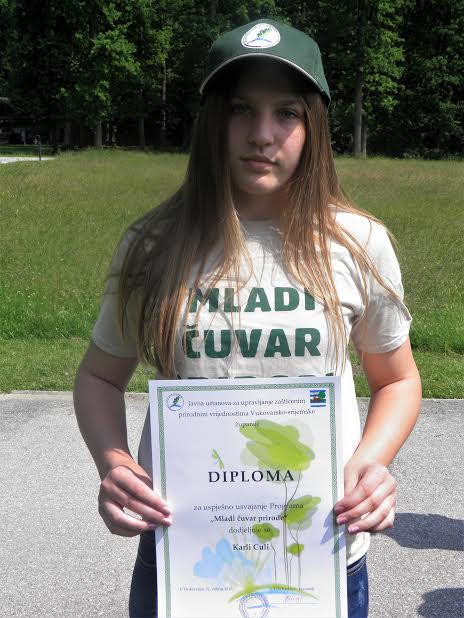 MLADI
ČUVAR
Javna ustanova za upravljanje zaštićenim
prirodnim vrijednostima Vukovarsko-srijemske
županije
DIPLOMA
za uspješno usvajanje Programa
„Mladi čuvar prirode"
dodjeljuje se
Karli Culi